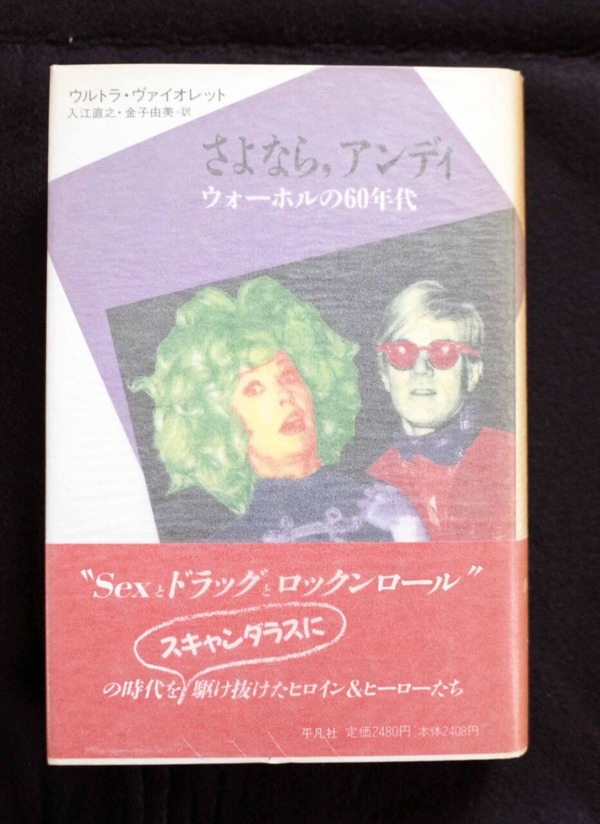 ウルトラ・ヴァイオレット
入江直之・金子由美=訳
さよなら,アンディ
ウォーホルの60年代
"Sexとドラッグとロックンロール"
スキャンダラスに
の時代を駆け抜けたヒロイン&ヒーローたち
平凡社 定価2480円 本体2408円